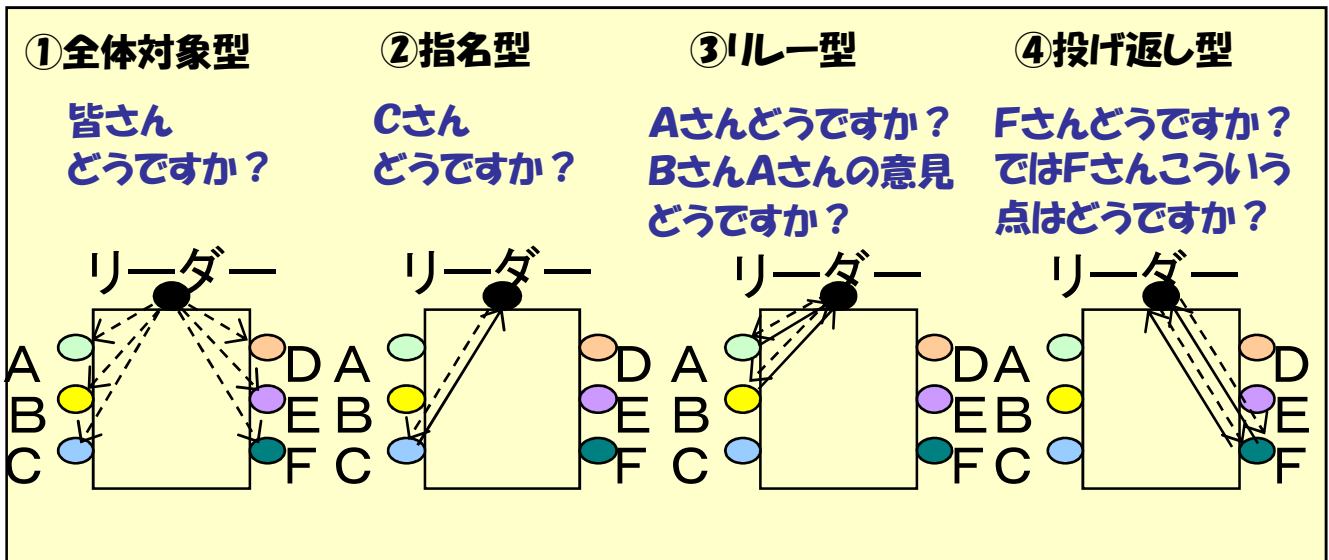 ①全体対象型
皆さん
どうですか？
リーダー
A
B
C
D
E
F
②指名型
Cさん
どうですか？
リーダー
A
B
C
D
E
F
③リレー型
Aさんどうですか？
BさんAさんの意見
どうですか？
リーダー
A
B
C
D
E
F
④投げ返し型
Fさんどうですか？
ではFさんこういう
点はどうですか？
リーダー
A
B
C
D
E
F